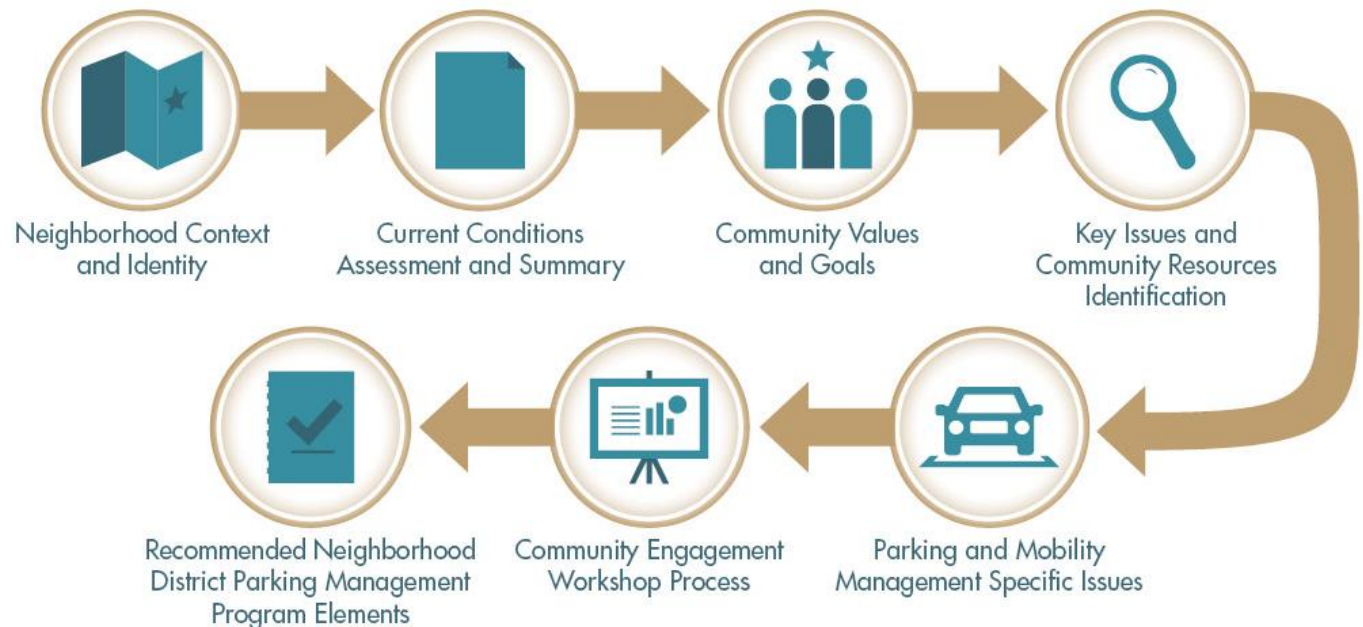 Neighborhood Context
and Identity
Current Conditions
Assessment and Summary
Community Values
and Goals
Key Issues and
Community Resources
Identification
Parking and Mobility
Management Specific Issues
Community Engagement
Workshop Process
Recommended Neighborhood
District Parking Management
Program Elements